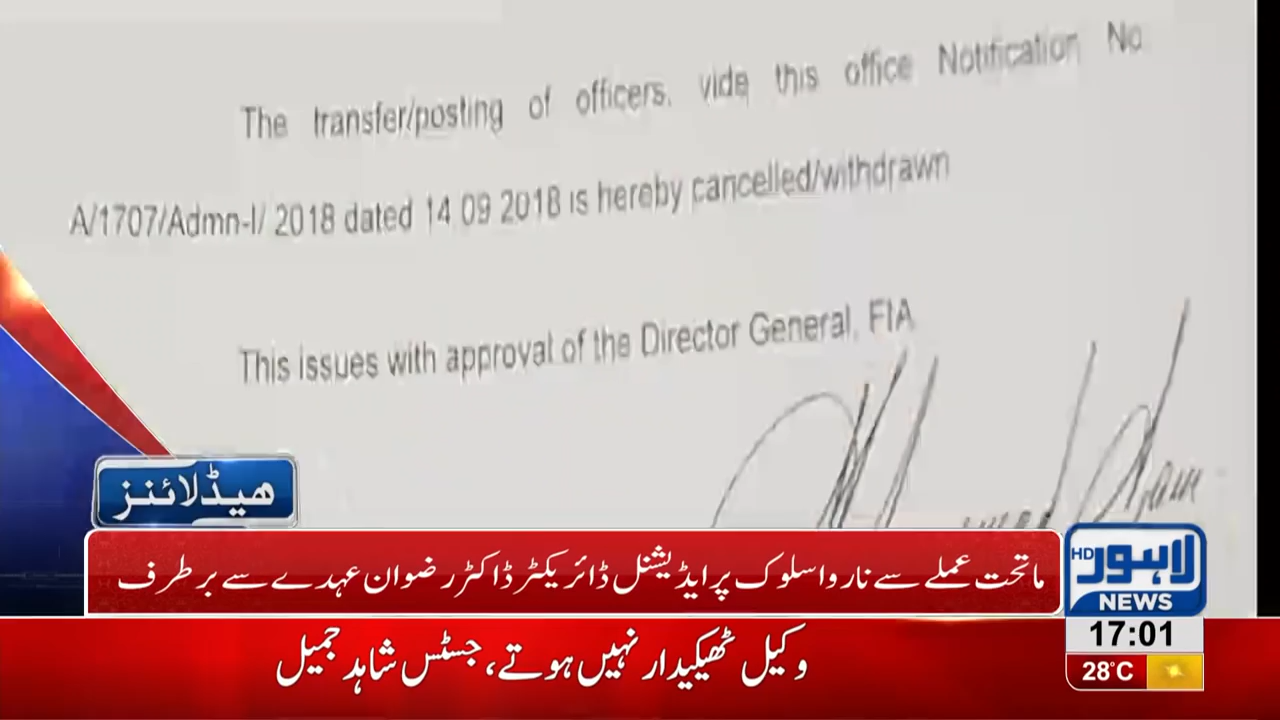 The transfer/posting of officers, vide this office Notification No.
A/1707/Admn-I/ 2018 dated 14 09 2018 is hereby cancelled/withdrawn
This issues with approval of the Director General, FIA
ھیڈلائنز
ماتحت عملے سے ناروا سلوک پر ایڈیشنل ڈائریکٹر ڈاکٹر رضوان عہدے سے برطرف
وکیل ٹھیکیدار نہیں ہوتے، جسٹس شاہد جمیل
HD لاہور
NEWS
17:01
28°C